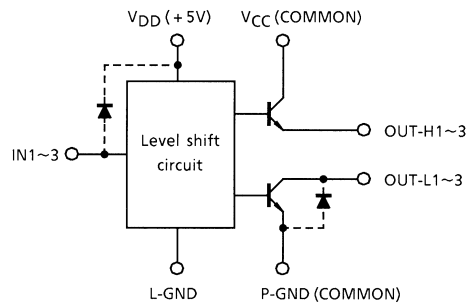 VDD (+5V)
VCC (COMMON)
Level shift
circuit
IN1~3
OUT-H1~3
OUT-L1~3
L-GND
P-GND (COMMON)